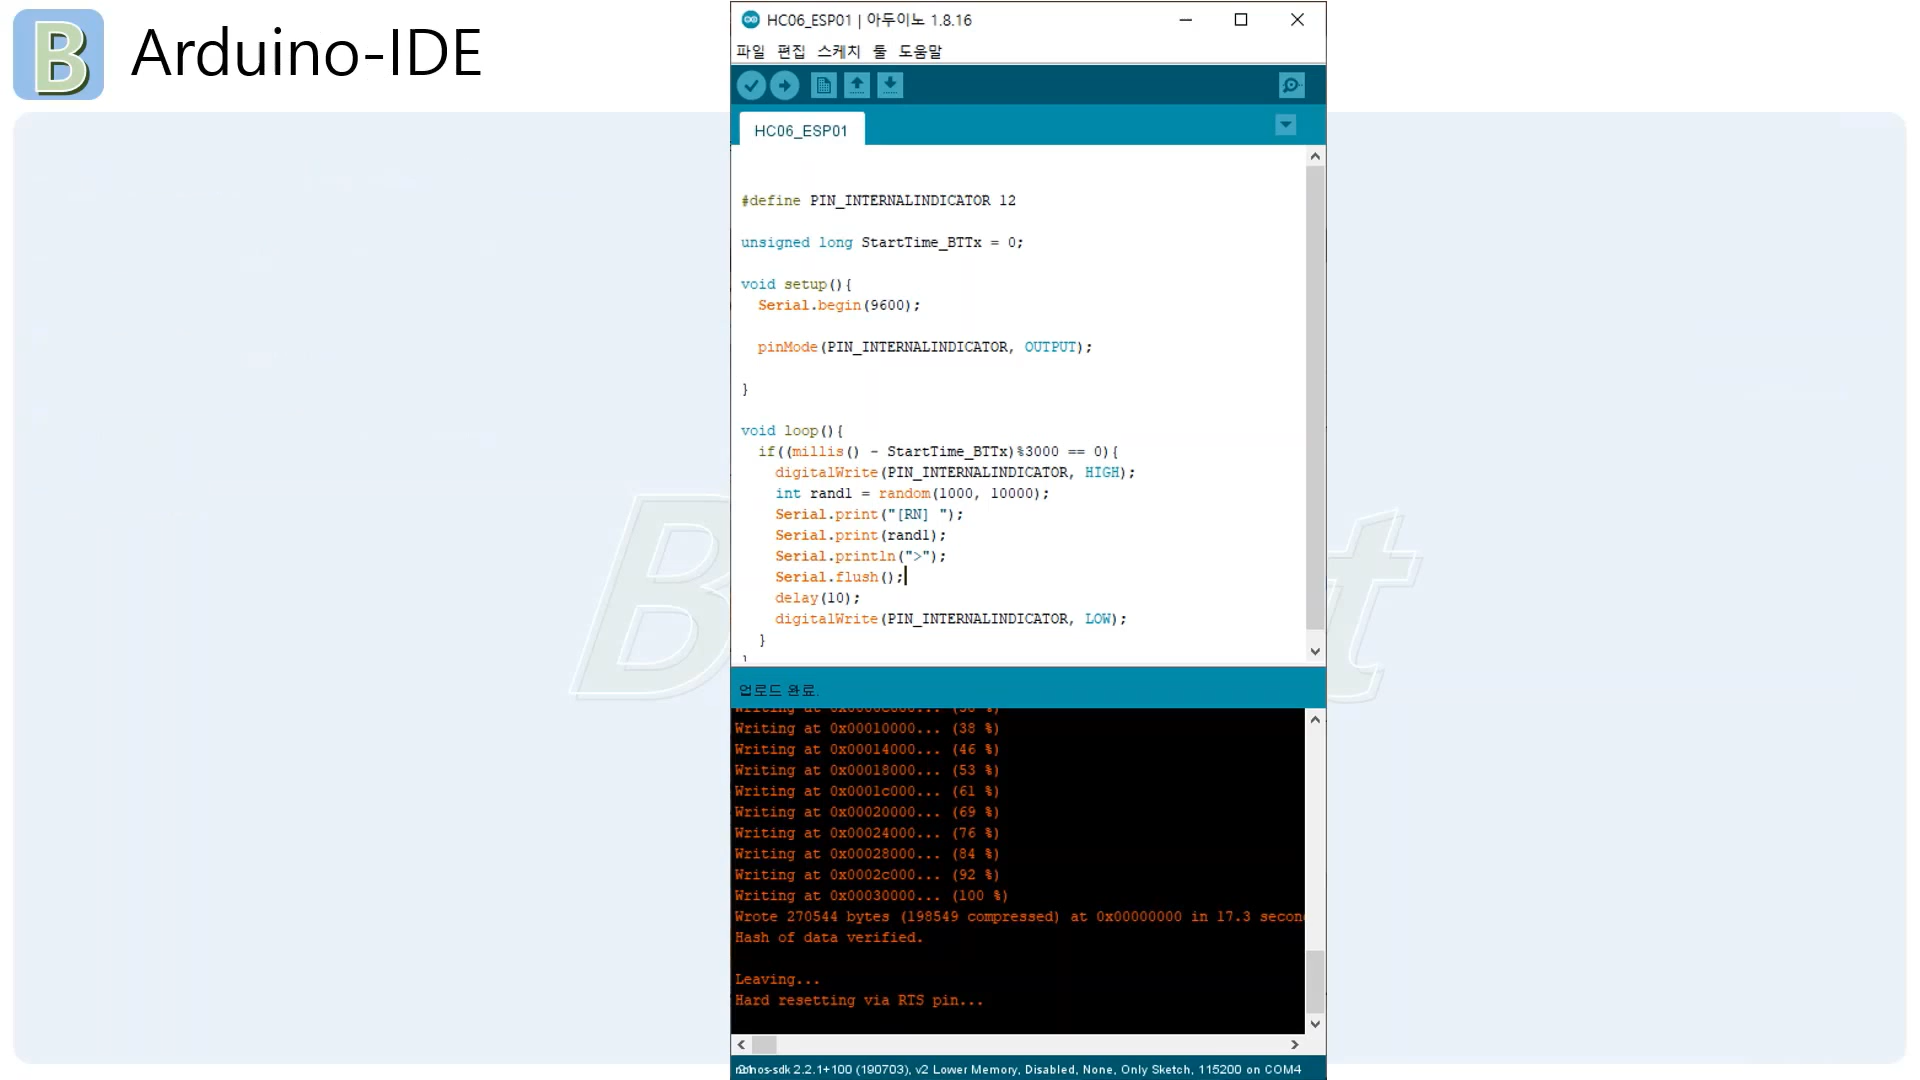 B
Arduino-IDE
HC06_ESP01 | 아두이노 1.8.16
파일 편집 스케치 툴 도움말
HC06_ESP01
#define PIN_INTERNALINDICATOR 12
unsigned long StartTime_BTTx = 0;
void setup(){
Serial.begin(9600);
pinMode(PIN_INTERNALINDICATOR, OUTPUT);
}
void loop(){
if((millis() - StartTime_BTTx)%3000 == 0){
digitalWrite(PIN_INTERNALINDICATOR, HIGH);
int rand1 = random(1000, 10000);
Serial.print("[RN] ");
Serial.print(rand1);
Serial.println(">");
Serial.flush();
delay(10);
digitalWrite(PIN_INTERNALINDICATOR, LOW);
}
업로드 완료.
Writing at 0x0000c000... (30 %)
Writing at 0x00010000... (38 %)
Writing at 0x00014000... (46 %)
Writing at 0x00018000... (53 %)
Writing at 0x0001c000... (61 %)
Writing at 0x00020000... (69 %)
Writing at 0x00024000... (76 %)
Writing at 0x00028000... (84 %)
Writing at 0x0002c000... (92 %)
Writing at 0x00030000... (100 %)
Wrote 270544 bytes (198549 compressed) at 0x00000000 in 17.3 secon
Hash of data verified.
Leaving...
Hard resetting via RTS pin...
2.2.1+100 (190703), v2 Lower Memory, Disabled, None, Only Sketch, 115200 on COM4